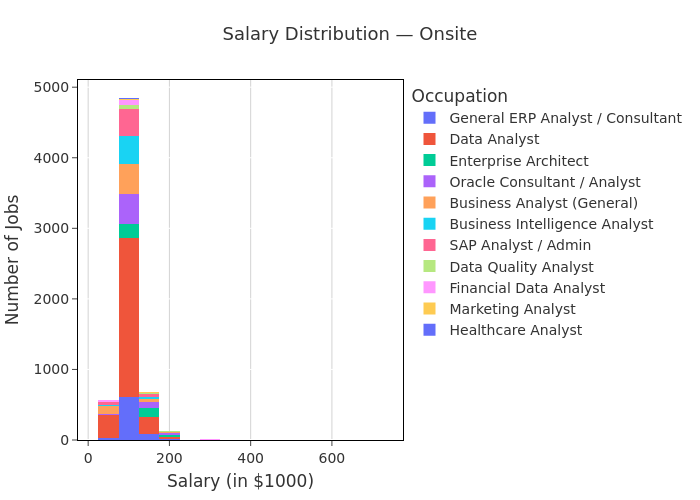 Salary Distribution — Onsite
5000
4000
3000
2000
1000
0
Number of Jobs
0 200 400 600
Salary (in $1000)
Occupation
General ERP Analyst / Consultant
Data Analyst
Enterprise Architect
Oracle Consultant / Analyst
Business Analyst (General)
Business Intelligence Analyst
SAP Analyst / Admin
Data Quality Analyst
Financial Data Analyst
Marketing Analyst
Healthcare Analyst